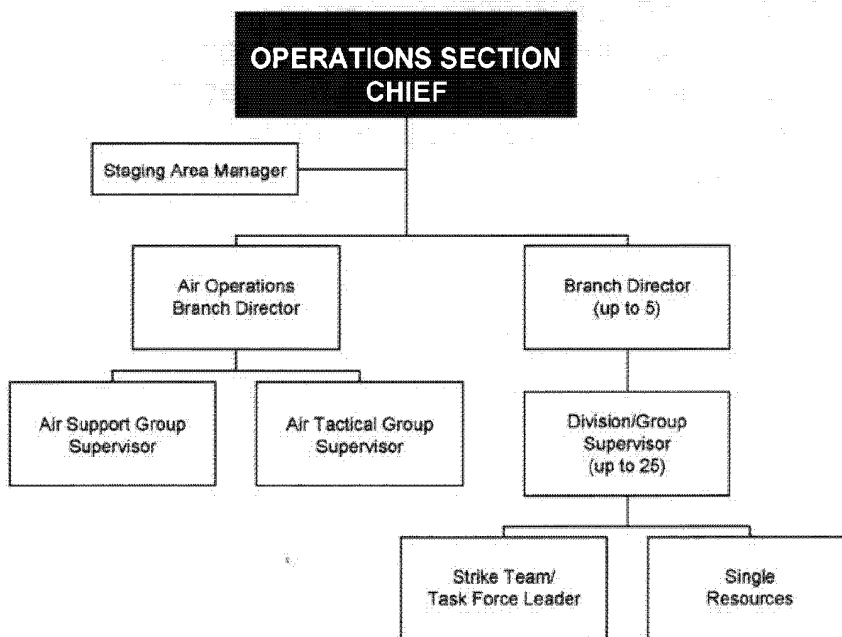 OPERATIONS SECTION
CHIEF
Staging Area Manager
Air Operations
Branch Director
Branch Director
(up to 5)
Air Support Group
Supervisor
Air Tactical Group
Supervisor
Division/Group
Supervisor
(up to 25)
Strike Team/
Task Force Leader
Single
Resources